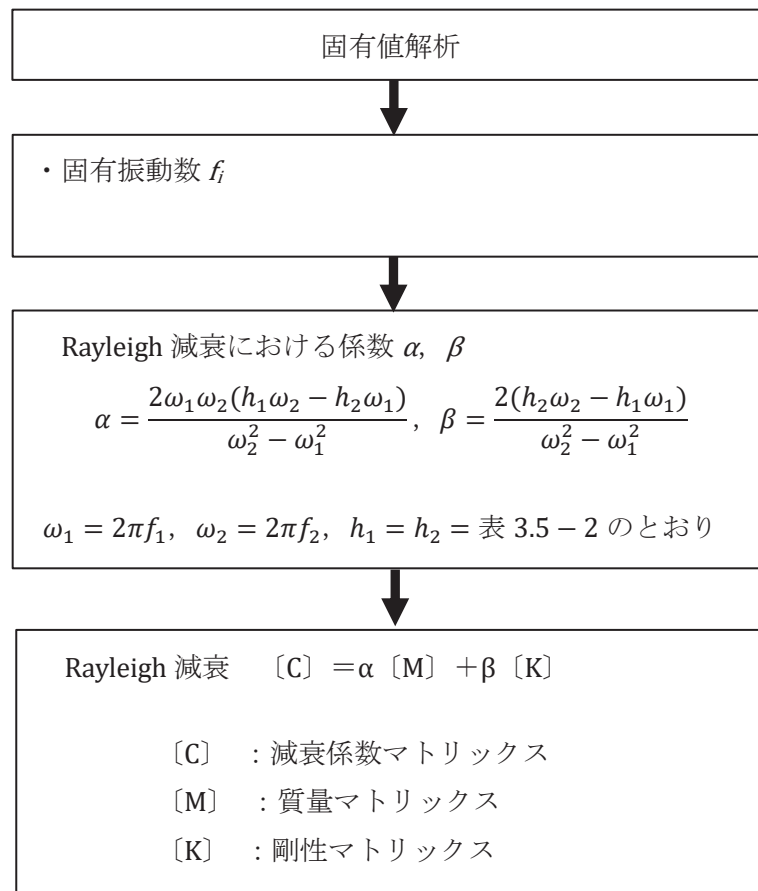 固有値解析
・固有振動数 fᵢ
Rayleigh 減衰における係数 α, β
α = 2ω₁ω₂(h₁ω₂ − h₂ω₁) / (ω₂² − ω₁²), β = 2(h₂ω₂ − h₁ω₁) / (ω₂² − ω₁²)
ω₁ = 2πf₁, ω₂ = 2πf₂, h₁ = h₂ = 表 3.5 − 2 のとおり
Rayleigh 減衰 〔C〕＝α〔M〕＋β〔K〕
〔C〕 ：減衰係数マトリックス
〔M〕 ：質量マトリックス
〔K〕 ：剛性マトリックス